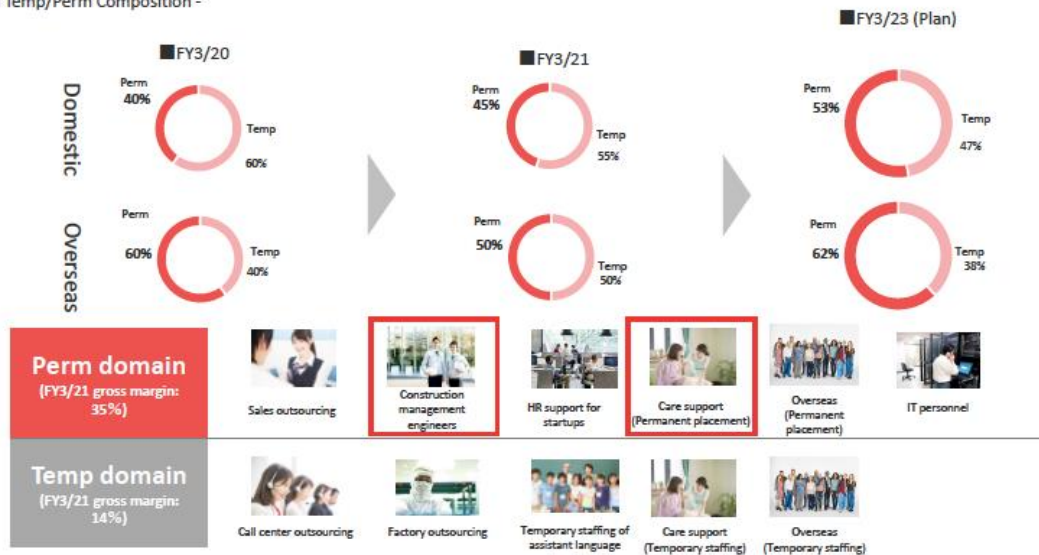 Temp/Perm Composition -
■FY3/20
■FY3/21
■FY3/23 (Plan)
Domestic
Perm
40%
Temp
60%
Perm
45%
Temp
55%
Perm
53%
Temp
47%
Overseas
Perm
60%
Temp
40%
Perm
50%
Temp
50%
Perm
62%
Temp
38%
Perm domain
(FY3/21 gross margin:
35%)
Sales outsourcing
Construction
management
engineers
HR support for
startups
Care support
(Permanent placement)
Overseas
(Permanent
placement)
IT personnel
Temp domain
(FY3/21 gross margin:
14%)
Call center outsourcing
Factory outsourcing
Temporary staffing of
assistant language
Care support
(Temporary staffing)
Overseas
(Temporary staffing)